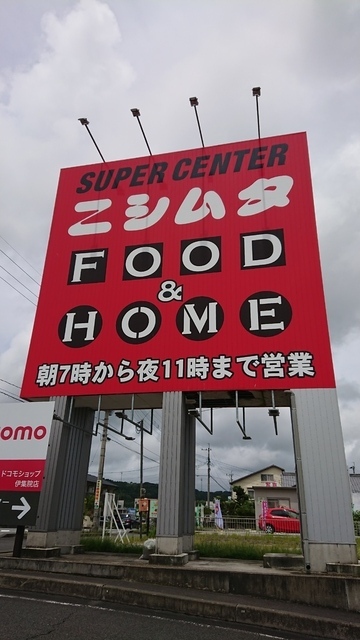 SUPER CENTER
ニシムタ
FOOD
&
HOME
朝7時から夜11時まで営業
omo
ドコモショップ
伊集院店